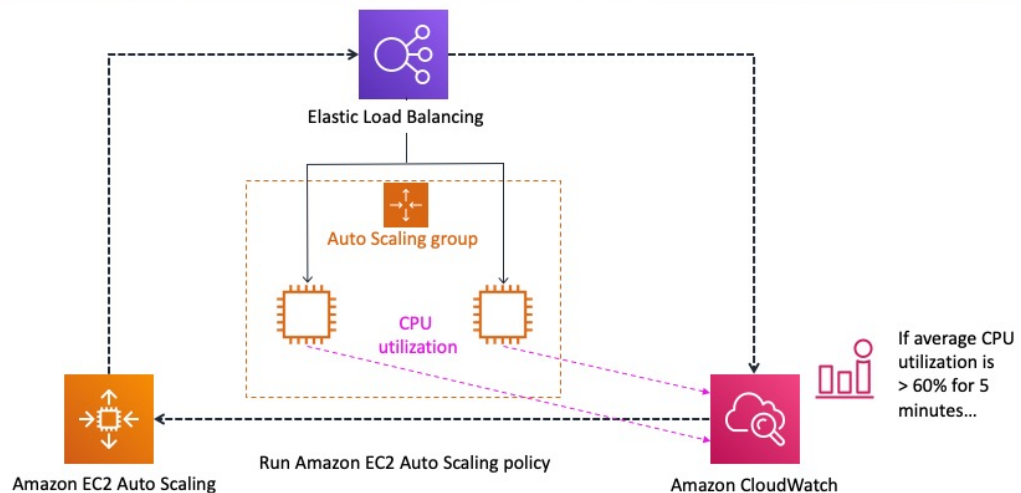 Elastic Load Balancing
Auto Scaling group
CPU
utilization
If average CPU
utilization is
> 60% for 5
minutes...
Run Amazon EC2 Auto Scaling policy
Amazon EC2 Auto Scaling
Amazon CloudWatch